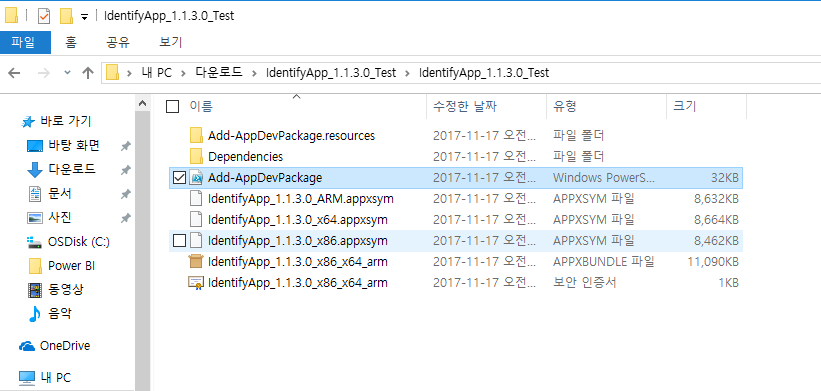 IdentifyApp_1.1.3.0_Test
파일 홈 공유 보기
내 PC 다운로드 IdentifyApp_1.1.3.0_Test IdentifyApp_1.1.3.0_Test
이름 수정한 날짜 유형 크기
바로 가기
바탕 화면
다운로드
문서
사진
OSDisk (C:)
Power BI
동영상
음악
OneDrive
내 PC
Add-AppDevPackage.resources 2017-11-17 오전... 파일 폴더
Dependencies 2017-11-17 오전... 파일 폴더
Add-AppDevPackage 2017-11-17 오전... Windows PowerS... 32KB
IdentifyApp_1.1.3.0_ARM.appxsym 2017-11-17 오전... APPXSYM 파일 8,632KB
IdentifyApp_1.1.3.0_x64.appxsym 2017-11-17 오전... APPXSYM 파일 8,664KB
IdentifyApp_1.1.3.0_x86.appxsym 2017-11-17 오전... APPXSYM 파일 8,462KB
IdentifyApp_1.1.3.0_x86_x64_arm 2017-11-17 오전... APPXBUNDLE 파일 11,090KB
IdentifyApp_1.1.3.0_x86_x64_arm 2017-11-17 오전... 보안 인증서 1KB